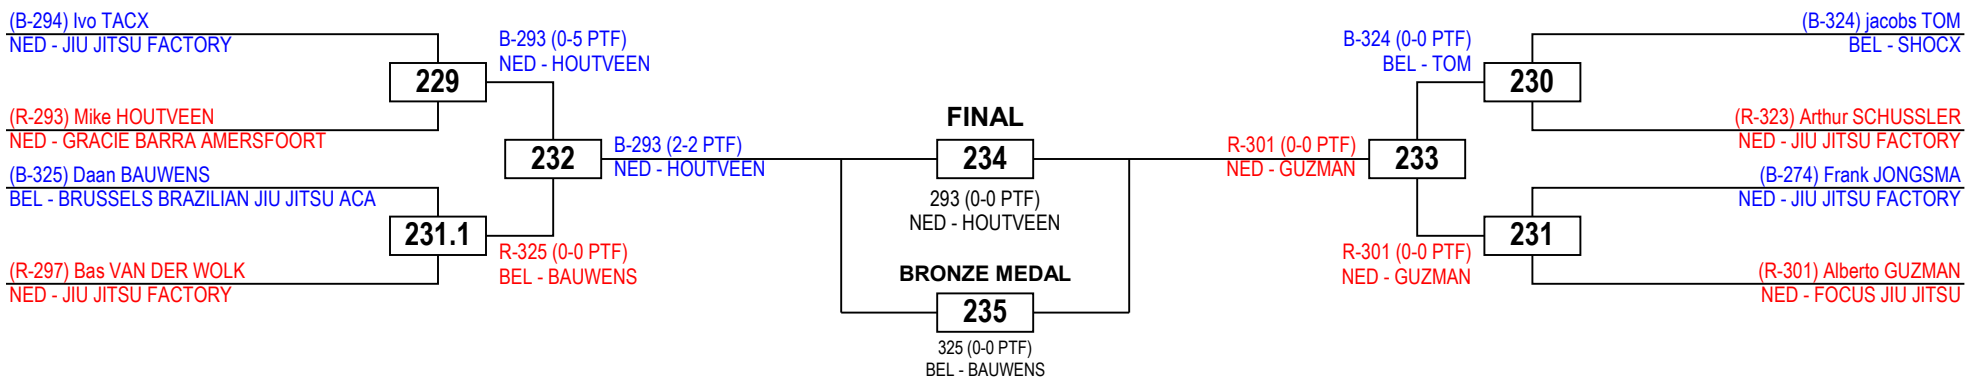 (B-294) Ivo TACX
NED - JIU JITSU FACTORY
229
(R-293) Mike HOUTVEEN
NED - GRACIE BARRA AMERSFOORT
(B-325) Daan BAUWENS
BEL - BRUSSELS BRAZILIAN JIU JITSU ACA
231.1
(R-297) Bas VAN DER WOLK
NED - JIU JITSU FACTORY
B-293 (0-5 PTF)
NED - HOUTVEEN
232
R-325 (0-0 PTF)
BEL - BAUWENS
B-293 (2-2 PTF)
NED - HOUTVEEN
FINAL
234
293 (0-0 PTF)
NED - HOUTVEEN
BRONZE MEDAL
235
325 (0-0 PTF)
BEL - BAUWENS
R-301 (0-0 PTF)
NED - GUZMAN
B-324 (0-0 PTF)
BEL - TOM
233
R-301 (0-0 PTF)
NED - GUZMAN
(B-324) jacobs TOM
BEL - SHOCX
230
(R-323) Arthur SCHUSSLER
NED - JIU JITSU FACTORY
(B-274) Frank JONGSMA
NED - JIU JITSU FACTORY
231
(R-301) Alberto GUZMAN
NED - FOCUS JIU JITSU